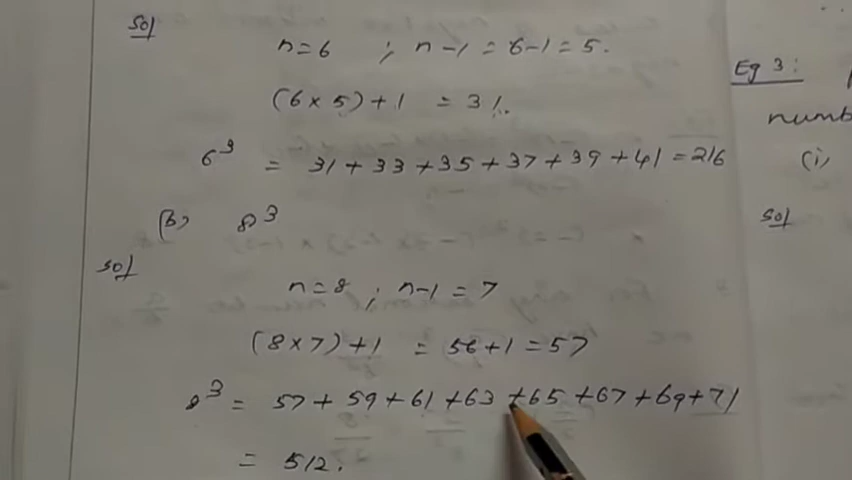 Sol
n=6 ; n-1 = 6-1 = 5.
(6 × 5) + 1 = 31.
6³ = 31 + 33 + 35 + 37 + 39 + 41 = 216
(b) 8³
Sol
n=8 ; n-1 = 7
(8 × 7) + 1 = 56 + 1 = 57
8³ = 57 + 59 + 61 + 63 + 65 + 67 + 69 + 71
= 512.
Eg 3:
numb
(i)
Sol